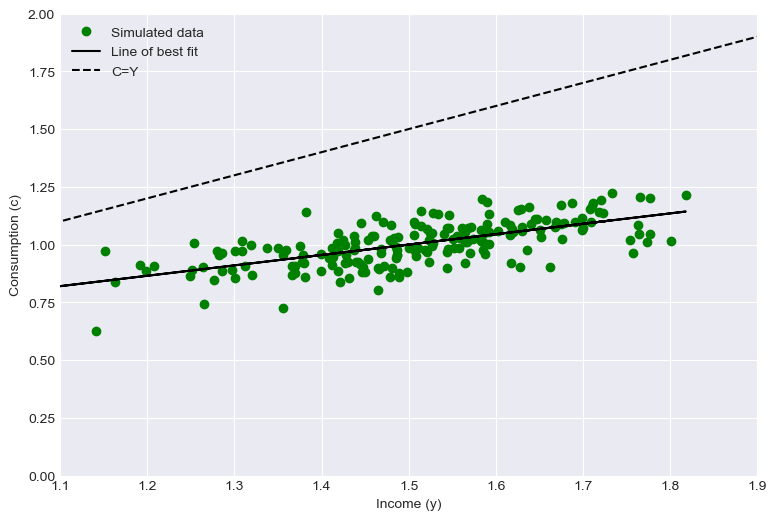 2.00
1.75
1.50
1.25
1.00
0.75
0.50
0.25
0.00
Consumption (c)
Simulated data
Line of best fit
C=Y
1.1 1.2 1.3 1.4 1.5 1.6 1.7 1.8 1.9
Income (y)